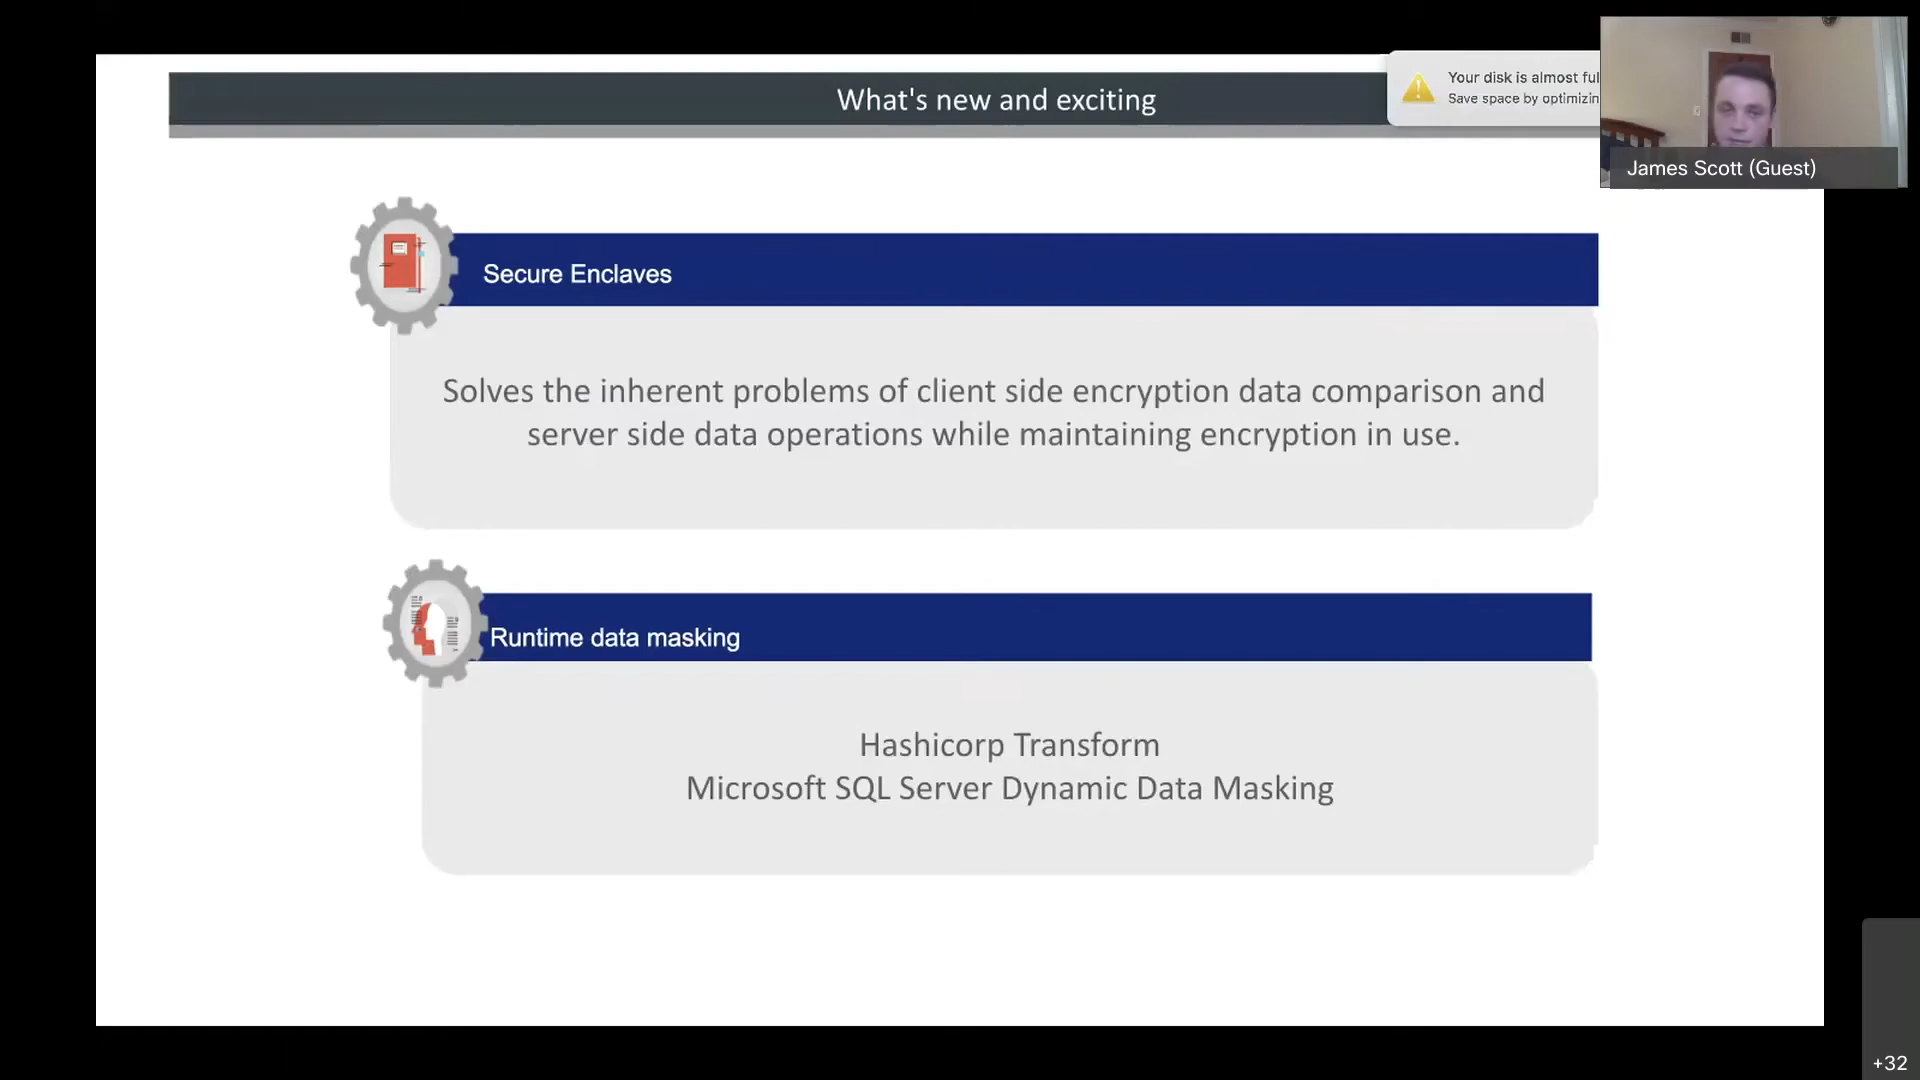 What's new and exciting
Your disk is almost ful
Save space by optimizin
James Scott (Guest)
Secure Enclaves
Solves the inherent problems of client side encryption data comparison and
server side data operations while maintaining encryption in use.
Runtime data masking
Hashicorp Transform
Microsoft SQL Server Dynamic Data Masking
+32